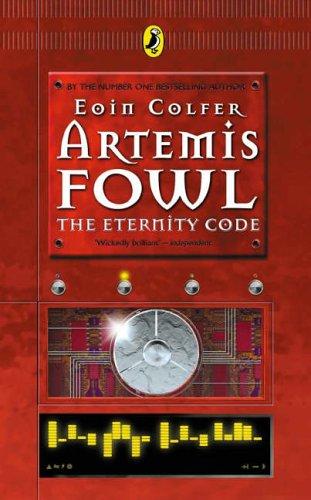 BY THE NUMBER ONE BESTSELLING AUTHOR
EOIN COLFER
ARTEMIS
FOWL
THE ETERNITY CODE
'Wickedly brilliant' – Independent